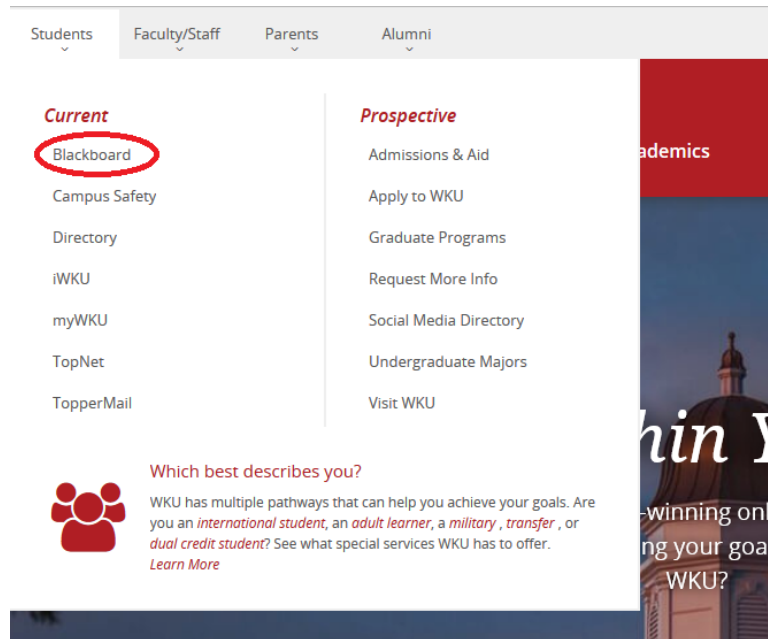 Students
Faculty/Staff
Parents
Alumni
Current
Blackboard
Campus Safety
Directory
iWKU
myWKU
TopNet
TopperMail
Prospective
Admissions & Aid
Apply to WKU
Graduate Programs
Request More Info
Social Media Directory
Undergraduate Majors
Visit WKU
Which best describes you?
WKU has multiple pathways that can help you achieve your goals. Are
you an international student, an adult learner, a military , transfer , or
dual credit student? See what special services WKU has to offer.
Learn More
ademics
hin Y
-winning onl
ng your goa
WKU?